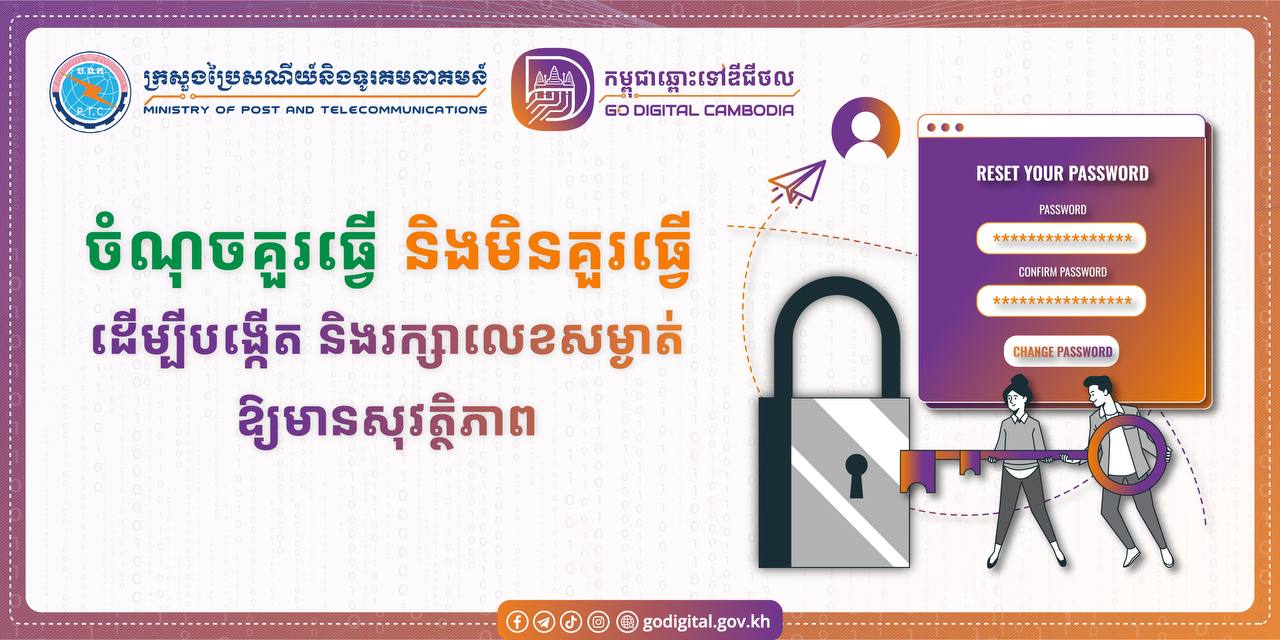 ប.ន.ក.
P.T.C
ក្រសួងប្រៃសណីយ៍និងទូរគមនាគមន៍
MINISTRY OF POST AND TELECOMMUNICATIONS
កម្ពុជាឆ្ពោះទៅឌីជីថល
GO DIGITAL CAMBODIA
ចំណុចគួរធ្វើ និងមិនគួរធ្វើ
ដើម្បីបង្កើត និងរក្សាលេខសម្ងាត់
ឱ្យមានសុវត្ថិភាព
RESET YOUR PASSWORD
PASSWORD
****************
CONFIRM PASSWORD
****************
CHANGE PASSWORD
godigital.gov.kh